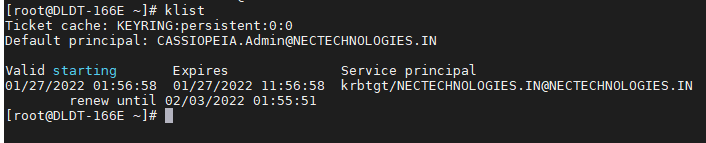 [root@DLDT-166E ~]# klist
Ticket cache: KEYRING:persistent:0:0
Default principal: CASSIOPEIA.Admin@NECTECHNOLOGIES.IN
Valid starting Expires Service principal
01/27/2022 01:56:58 01/27/2022 11:56:58 krbtgt/NECTECHNOLOGIES.IN@NECTECHNOLOGIES.IN
renew until 02/03/2022 01:55:51
[root@DLDT-166E ~]#